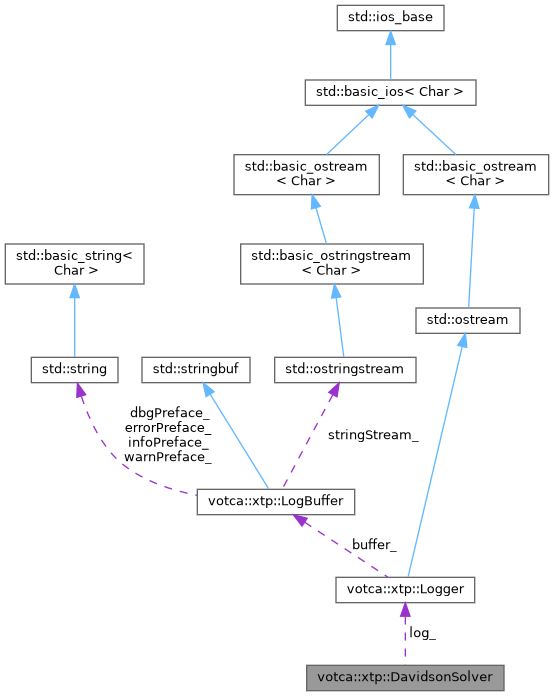 std::ios_base
std::basic_ios< Char >
std::basic_ostream
< Char >
std::basic_ostream
< Char >
std::basic_string<
Char >
std::basic_ostringstream
< Char >
std::ostream
std::string
std::stringbuf
std::ostringstream
dbgPreface_
errorPreface_
infoPreface_
warnPreface_
stringStream_
votca::xtp::LogBuffer
buffer_
votca::xtp::Logger
log_
votca::xtp::DavidsonSolver